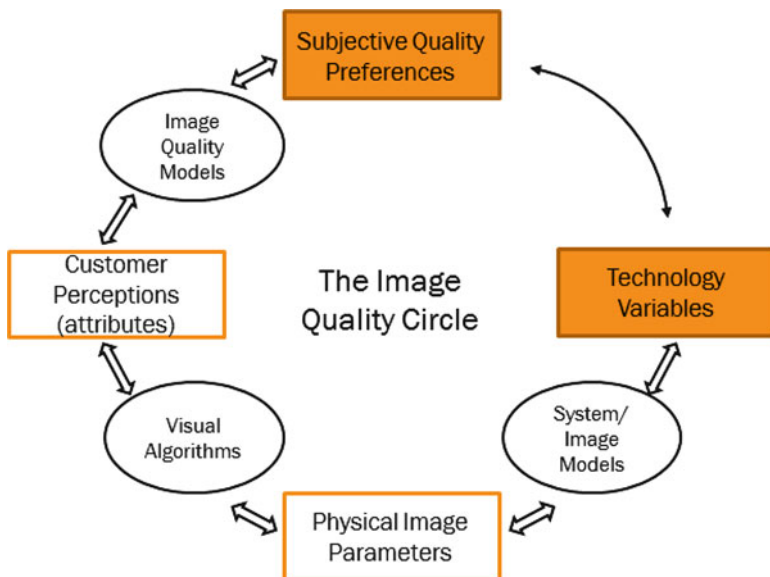 Subjective Quality
Preferences
Image
Quality
Models
Customer
Perceptions
(attributes)
The Image
Quality Circle
Technology
Variables
Visual
Algorithms
System/
Image
Models
Physical Image
Parameters